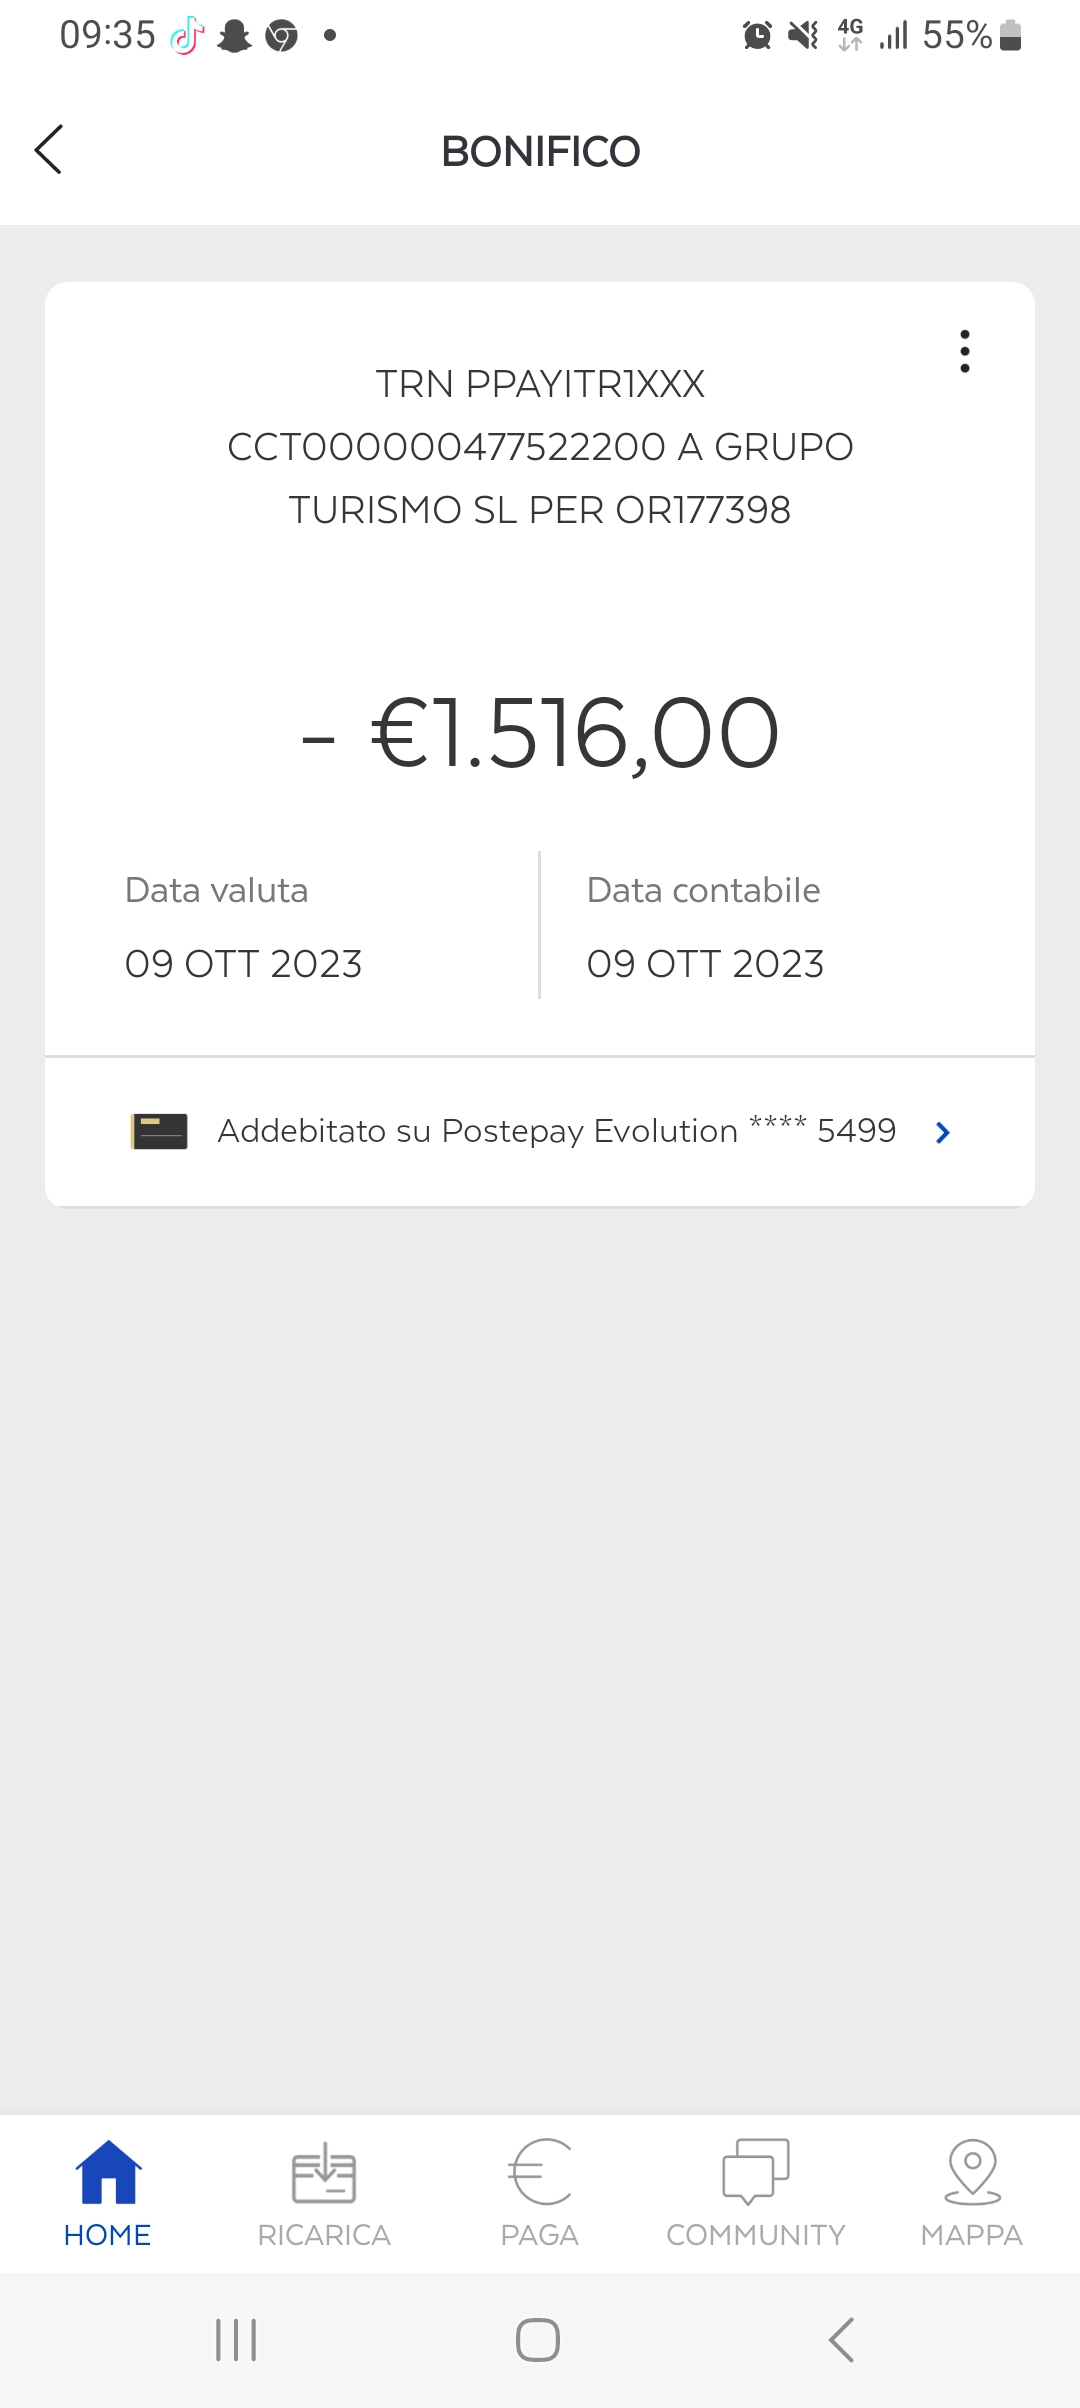 09:35
4G
55%
BONIFICO
TRN PPAYITR1XXX
CCT000000477522200 A GRUPO
TURISMO SL PER OR177398
- €1.516,00
Data valuta
Data contabile
09 OTT 2023
09 OTT 2023
Addebitato su Postepay Evolution **** 5499
HOME
RICARICA
PAGA
COMMUNITY
MAPPA